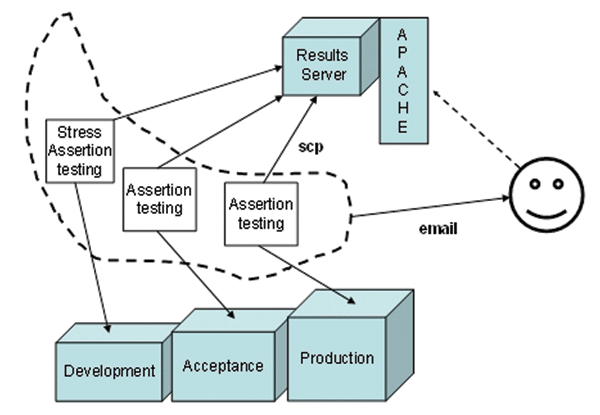 Results
Server
A
P
A
C
H
E
Stress
Assertion
testing
scp
Assertion
testing
Assertion
testing
email
Development
Acceptance
Production